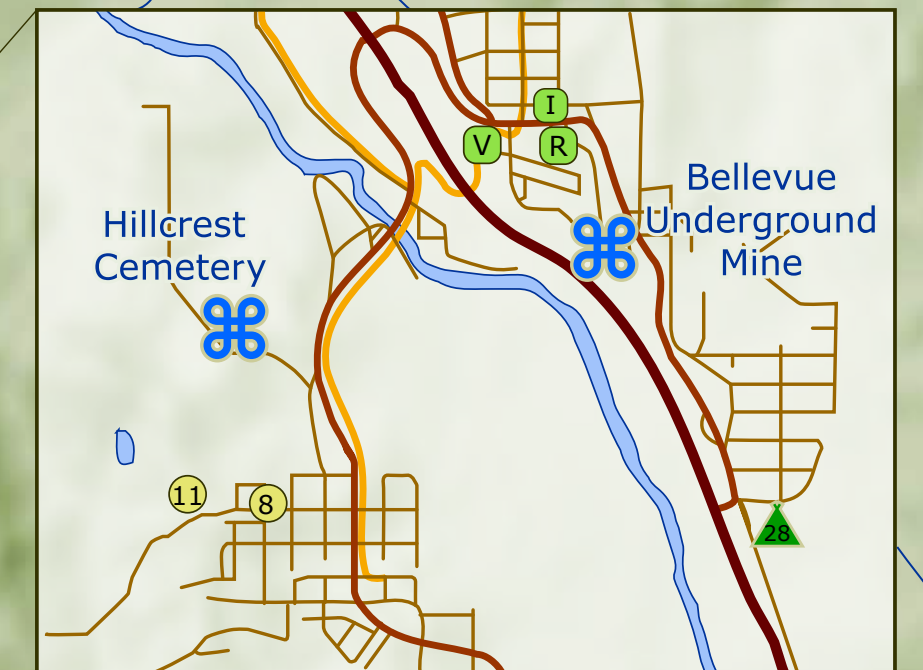 I
V
R
Bellevue
Underground
Mine
Hillcrest
Cemetery
11
8
28